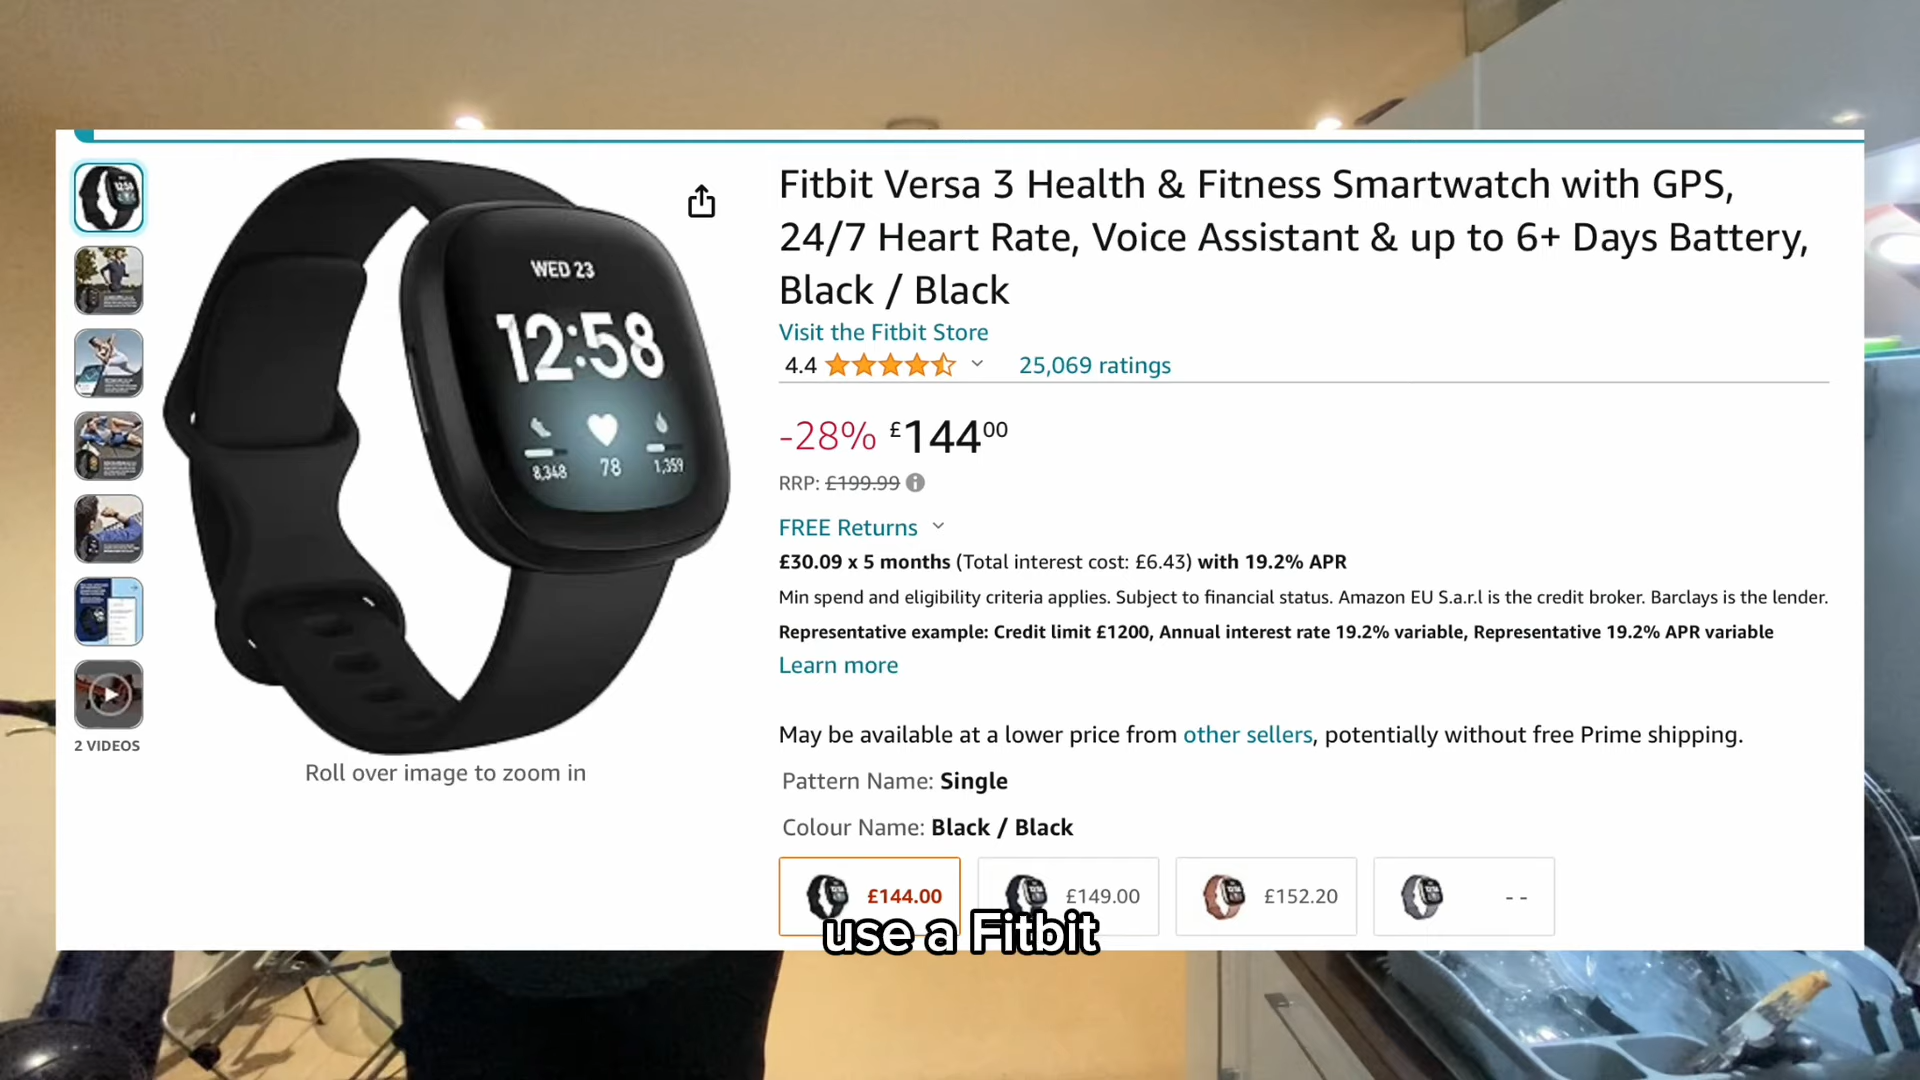 Fitbit Versa 3 Health & Fitness Smartwatch with GPS,
24/7 Heart Rate, Voice Assistant & up to 6+ Days Battery,
Black / Black
Visit the Fitbit Store
4.4 25,069 ratings
-28% £144 00
RRP: £199.99
FREE Returns
£30.09 x 5 months (Total interest cost: £6.43) with 19.2% APR
Min spend and eligibility criteria applies. Subject to financial status. Amazon EU S.a.r.l is the credit broker. Barclays is the lender.
Representative example: Credit limit £1200, Annual interest rate 19.2% variable, Representative 19.2% APR variable
Learn more
May be available at a lower price from other sellers, potentially without free Prime shipping.
Pattern Name: Single
Colour Name: Black / Black
£144.00 £149.00 £152.20 - -
WED 23
12:58
8,348 78 1,359
2 VIDEOS
Roll over image to zoom in
use a Fitbit